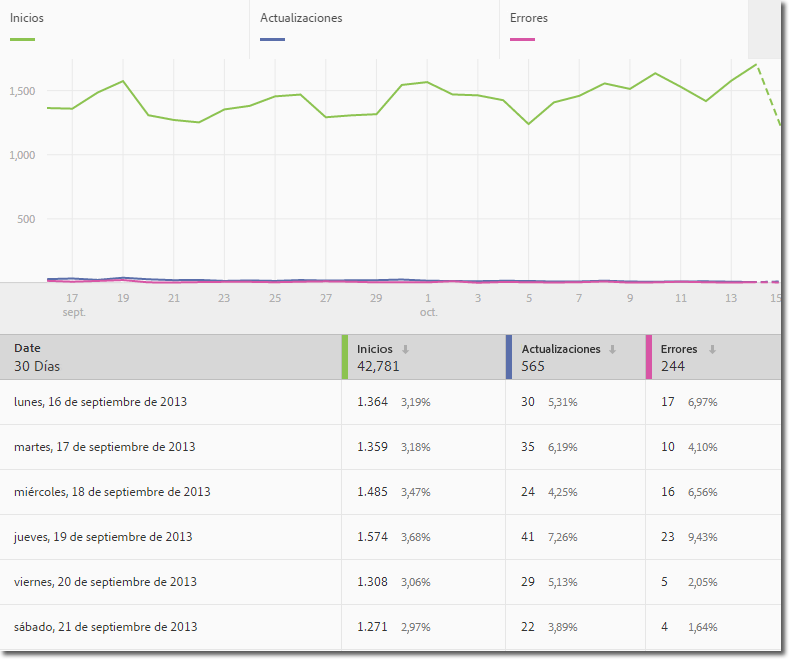 Inicios Actualizaciones Errores
1,500
1,000
500
17 19 21 23 25 27 29 1 3 5 7 9 11 13 15
sept. oct.
Date Inicios Actualizaciones Errores
30 Días 42,781 565 244
lunes, 16 de septiembre de 2013 1.364 3,19% 30 5,31% 17 6,97%
martes, 17 de septiembre de 2013 1.359 3,18% 35 6,19% 10 4,10%
miércoles, 18 de septiembre de 2013 1.485 3,47% 24 4,25% 16 6,56%
jueves, 19 de septiembre de 2013 1.574 3,68% 41 7,26% 23 9,43%
viernes, 20 de septiembre de 2013 1.308 3,06% 29 5,13% 5 2,05%
sábado, 21 de septiembre de 2013 1.271 2,97% 22 3,89% 4 1,64%